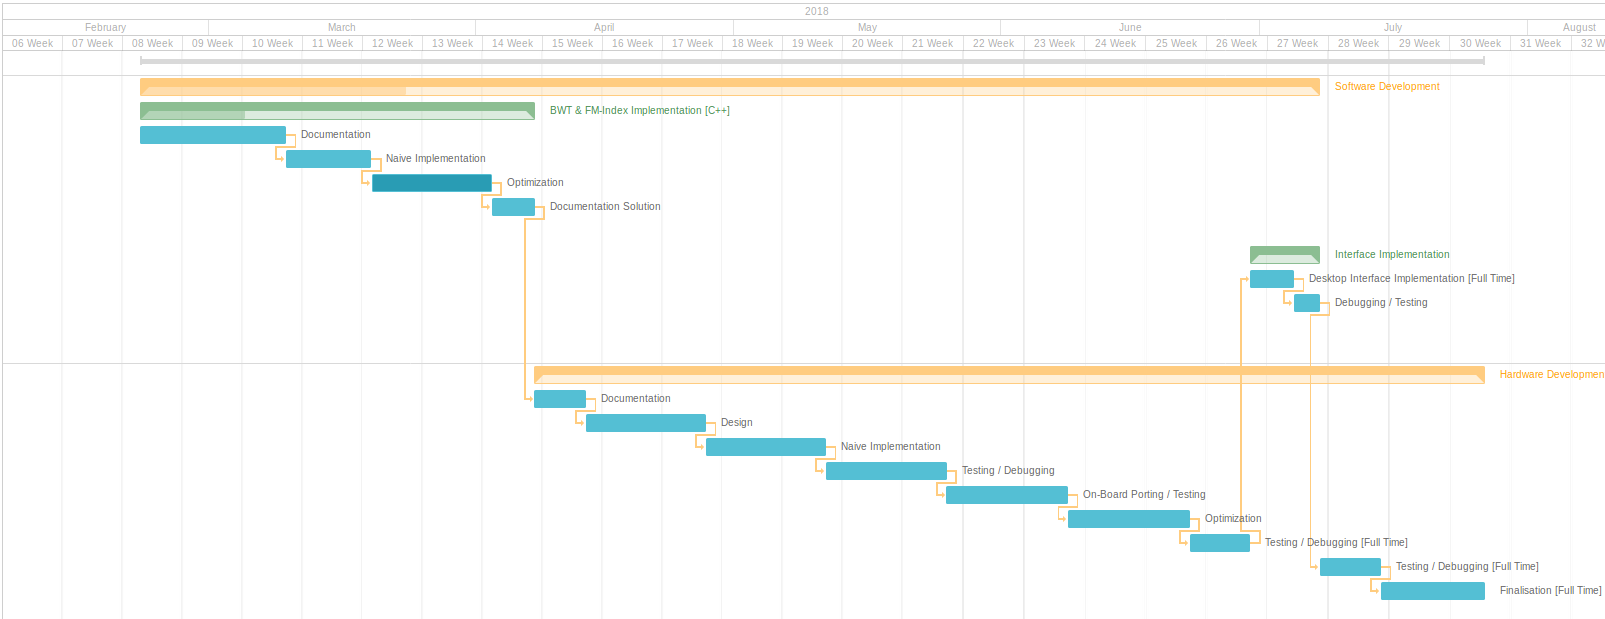 2018
February March April May June July August
06 Week 07 Week 08 Week 09 Week 10 Week 11 Week 12 Week 13 Week 14 Week 15 Week 16 Week 17 Week 18 Week 19 Week 20 Week 21 Week 22 Week 23 Week 24 Week 25 Week 26 Week 27 Week 28 Week 29 Week 30 Week 31 Week 32 W
Software Development
BWT & FM-Index Implementation [C++]
Documentation
Naive Implementation
Optimization
Documentation Solution
Interface Implementation
Desktop Interface Implementation [Full Time]
Debugging / Testing
Hardware Developmen
Documentation
Design
Naive Implementation
Testing / Debugging
On-Board Porting / Testing
Optimization
Testing / Debugging [Full Time]
Testing / Debugging [Full Time]
Finalisation [Full Time]